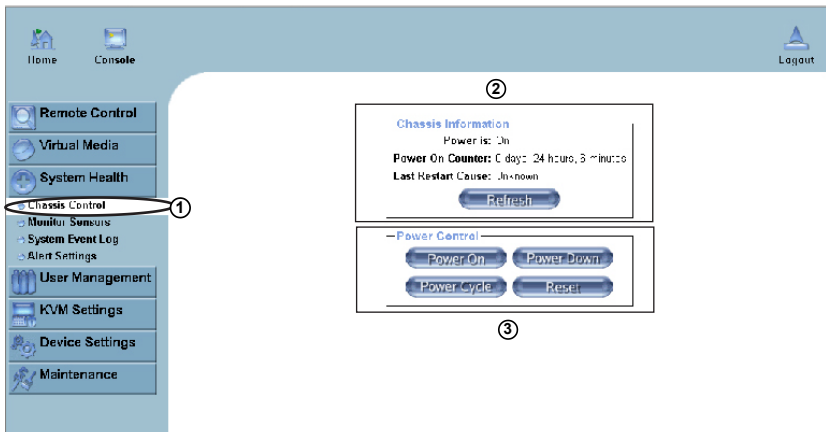 Home
Console
Logout
Remote Control
Virtual Media
System Health
Chassis Control
Monitor Sensors
System Event Log
Alert Settings
User Management
KVM Settings
Device Settings
Maintenance
①
②
Chassis Information
Power is: On
Power On Counter: 0 days, 24 hours, 6 minutes
Last Restart Cause: Unknown
Refresh
Power Control
Power On
Power Down
Power Cycle
Reset
③